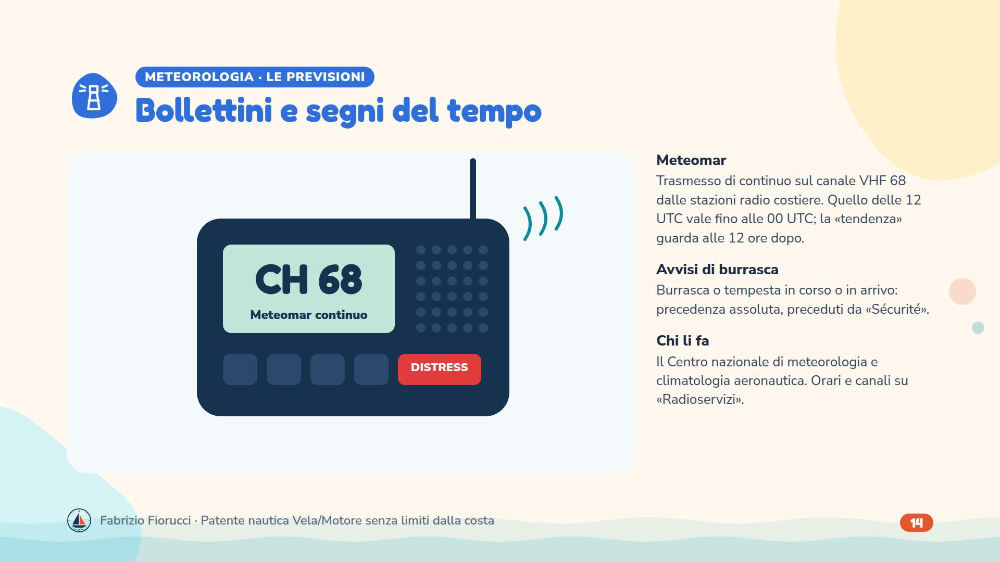 METEOROLOGIA · LE PREVISIONI
Bollettini e segni del tempo
CH 68
Meteomar continuo
DISTRESS
Meteomar
Trasmesso di continuo sul canale VHF 68
dalle stazioni radio costiere. Quello delle 12
UTC vale fino alle 00 UTC; la «tendenza»
guarda alle 12 ore dopo.
Avvisi di burrasca
Burrasca o tempesta in corso o in arrivo:
precedenza assoluta, preceduti da «Sécurité».
Chi li fa
Il Centro nazionale di meteorologia e
climatologia aeronautica. Orari e canali su
«Radioservizi».
Fabrizio Fiorucci · Patente nautica Vela/Motore senza limiti dalla costa
14